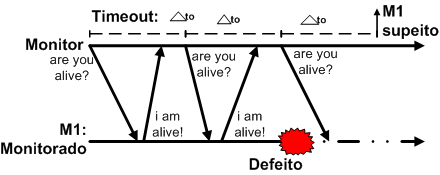 Timeout: △to △to △to
M1
supeito
Monitor
are you
alive?
are you
alive?
are you
alive?
i am
alive!
i am
alive!
M1:
Monitorado
Defeito